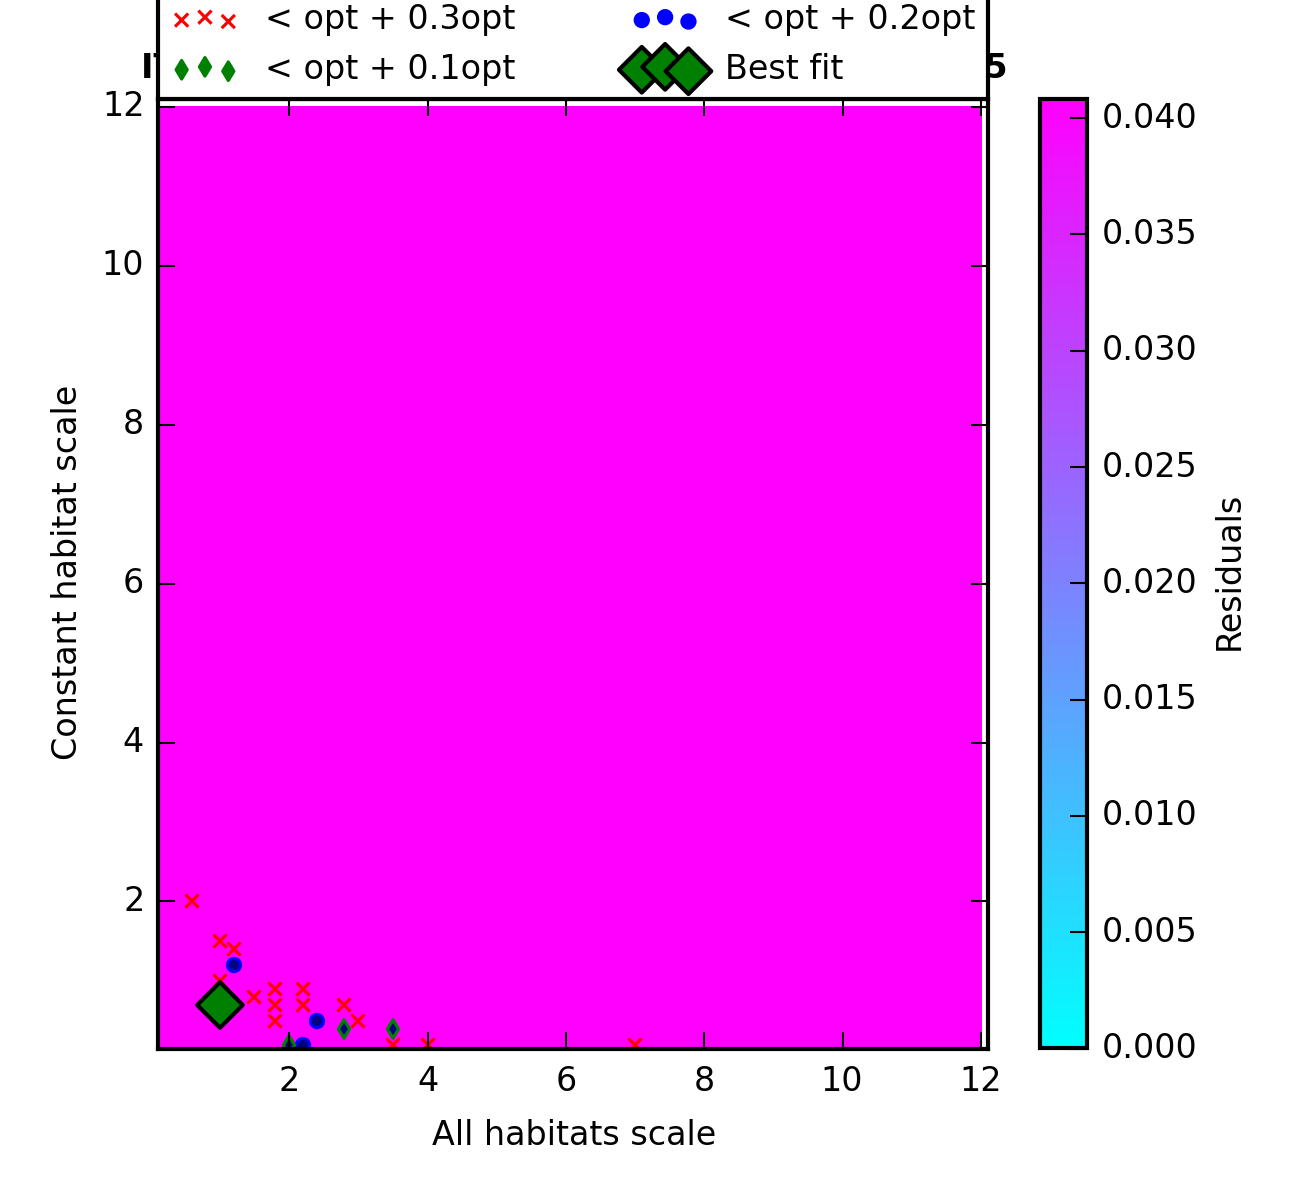 < opt + 0.3opt < opt + 0.2opt
< opt + 0.1opt Best fit
12
10
8
6
4
2
Constant habitat scale
2 4 6 8 10 12
All habitats scale
0.040
0.035
0.030
0.025
0.020
0.015
0.010
0.005
0.000
Residuals